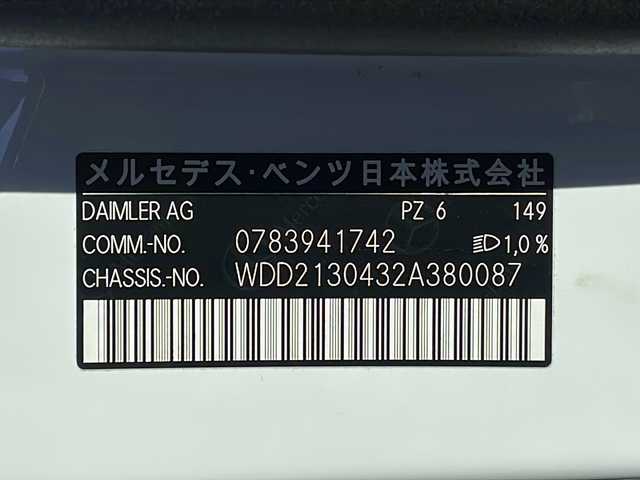 メルセデス・ベンツ日本株式会社
DAIMLER AG PZ 6 149
COMM.-NO. 0783941742 1,0%
CHASSIS.-NO. WDD2130432A380087